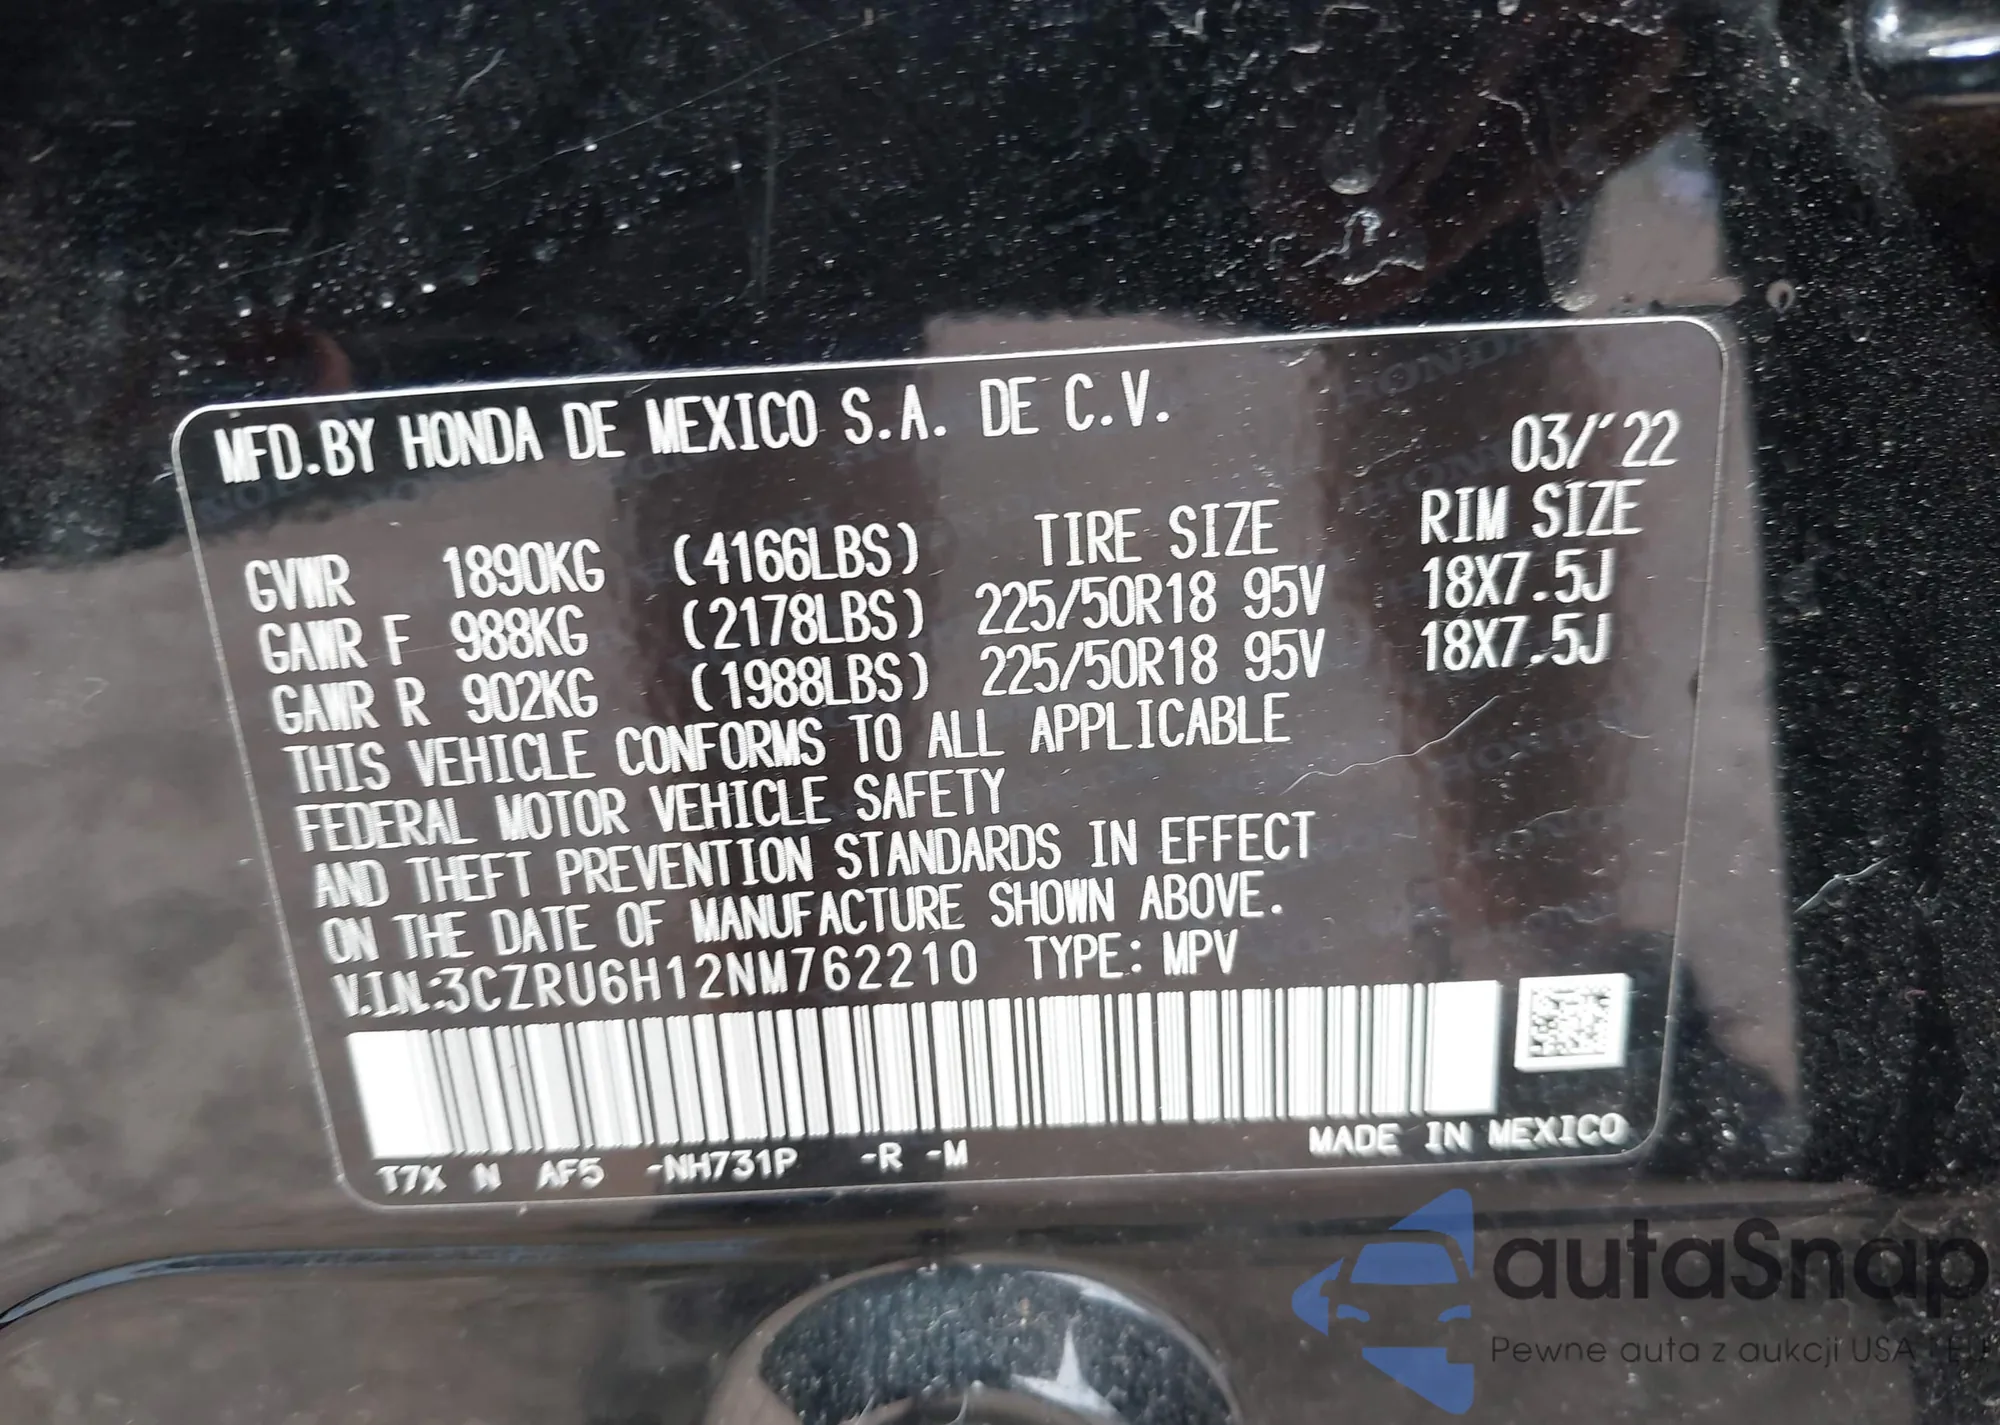 MFD.BY HONDA DE MEXICO S.A. DE C.V.
03/'22
GVWR 1890KG (4166LBS) TIRE SIZE RIM SIZE
GAWR F 988KG (2178LBS) 225/50R18 95V 18X7.5J
GAWR R 902KG (1988LBS) 225/50R18 95V 18X7.5J
THIS VEHICLE CONFORMS TO ALL APPLICABLE
FEDERAL MOTOR VEHICLE SAFETY
AND THEFT PREVENTION STANDARDS IN EFFECT
ON THE DATE OF MANUFACTURE SHOWN ABOVE.
V.I.N.:3CZRU6H12NM762210 TYPE: MPV
T7X N AF5 -NH731P -R -M
MADE IN MEXICO
autaSnap
Pewne auta z aukcji USA i EU